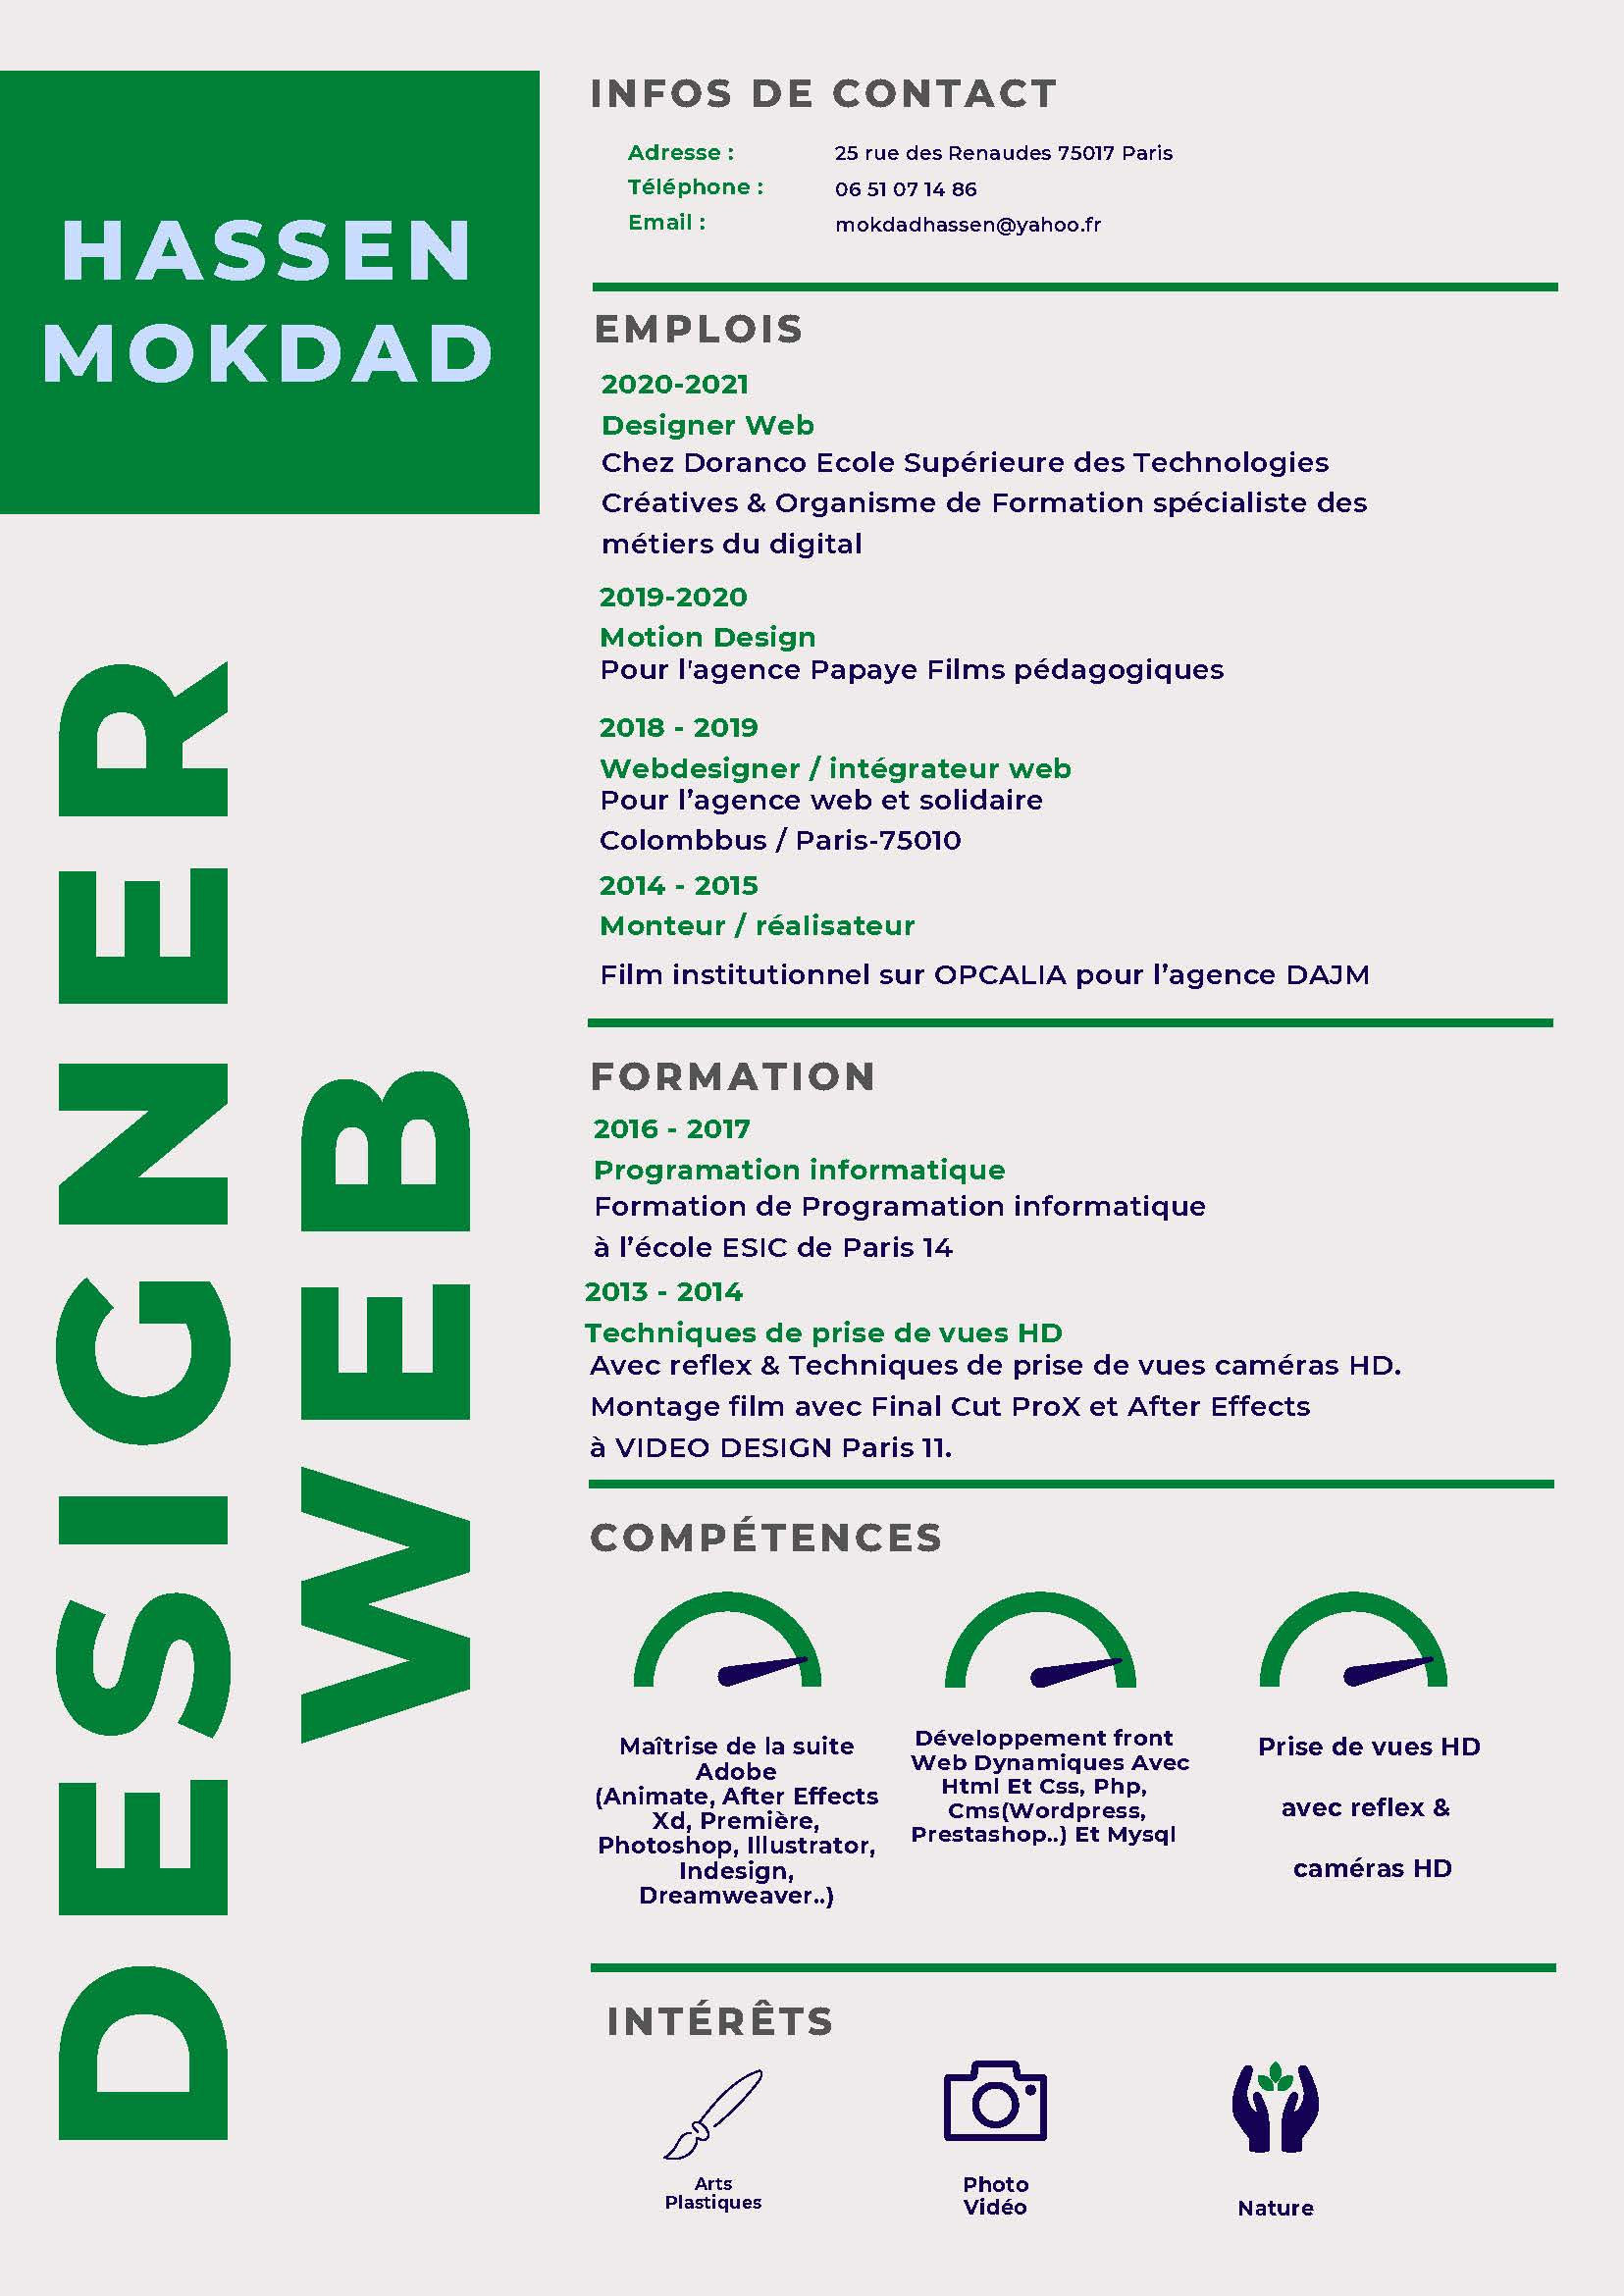 HASSEN
MOKDAD
DESIGNER
WEB
INFOS DE CONTACT
Adresse : 25 rue des Renaudes 75017 Paris
Téléphone : 06 51 07 14 86
Email : mokdadhassen@yahoo.fr
EMPLOIS
2020-2021
Designer Web
Chez Doranco Ecole Supérieure des Technologies
Créatives & Organisme de Formation spécialiste des
métiers du digital
2019-2020
Motion Design
Pour l'agence Papaye Films pédagogiques
2018 - 2019
Webdesigner / intégrateur web
Pour l’agence web et solidaire
Colombbus / Paris-75010
2014 - 2015
Monteur / réalisateur
Film institutionnel sur OPCALIA pour l’agence DAJM
FORMATION
2016 - 2017
Programation informatique
Formation de Programation informatique
à l’école ESIC de Paris 14
2013 - 2014
Techniques de prise de vues HD
Avec reflex & Techniques de prise de vues caméras HD.
Montage film avec Final Cut ProX et After Effects
à VIDEO DESIGN Paris 11.
COMPÉTENCES
Maîtrise de la suite
Adobe
(Animate, After Effects
Xd, Première,
Photoshop, Illustrator,
Indesign,
Dreamweaver..)
Développement front
Web Dynamiques Avec
Html Et Css, Php,
Cms(Wordpress,
Prestashop..) Et Mysql
Prise de vues HD
avec reflex &
caméras HD
INTÉRÊTS
Arts
Plastiques
Photo
Vidéo
Nature